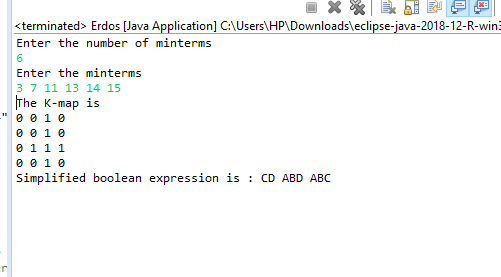 <terminated> Erdos [Java Application] C:\Users\HP\Downloads\eclipse-java-2018-12-R-win3
Enter the number of minterms
6
Enter the minterms
3 7 11 13 14 15
The K-map is
0 0 1 0
0 0 1 0
0 1 1 1
0 0 1 0
Simplified boolean expression is : CD ABD ABC